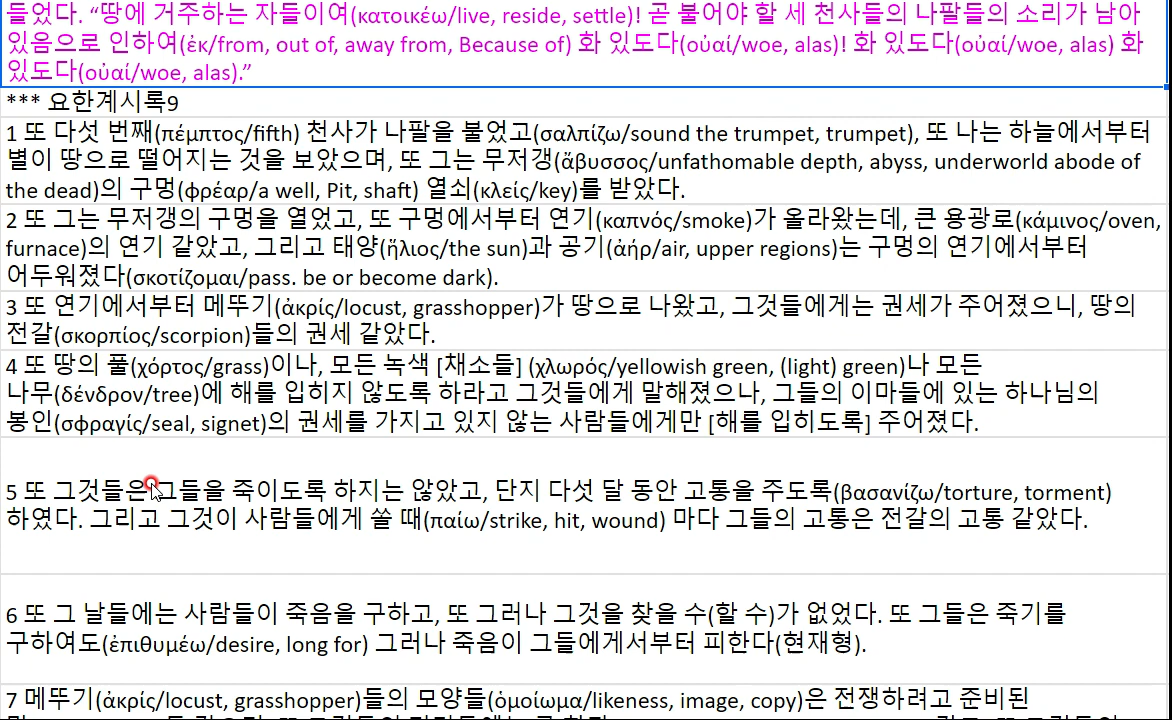 들었다. “땅에 거주하는 자들이여(κατοικέω/live, reside, settle)! 곧 불어야 할 세 천사들의 나팔들의 소리가 남아
있음으로 인하여(ἐκ/from, out of, away from, Because of) 화 있도다(οὐαί/woe, alas)! 화 있도다(οὐαί/woe, alas) 화
있도다(οὐαί/woe, alas).”
*** 요한계시록9
1 또 다섯 번째(πέμπτος/fifth) 천사가 나팔을 불었고(σαλπίζω/sound the trumpet, trumpet), 또 나는 하늘에서부터
별이 땅으로 떨어지는 것을 보았으며, 또 그는 무저갱(ἄβυσσος/unfathomable depth, abyss, underworld abode of
the dead)의 구멍(φρέαρ/a well, Pit, shaft) 열쇠(κλείς/key)를 받았다.
2 또 그는 무저갱의 구멍을 열었고, 또 구멍에서부터 연기(καπνός/smoke)가 올라왔는데, 큰 용광로(κάμινος/oven,
furnace)의 연기 같았고, 그리고 태양(ἥλιος/the sun)과 공기(ἀήρ/air, upper regions)는 구멍의 연기에서부터
어두워졌다(σκοτίζομαι/pass. be or become dark).
3 또 연기에서부터 메뚜기(ἀκρίς/locust, grasshopper)가 땅으로 나왔고, 그것들에게는 권세가 주어졌으니, 땅의
전갈(σκορπίος/scorpion)들의 권세 같았다.
4 또 땅의 풀(χόρτος/grass)이나, 모든 녹색 [채소들] (χλωρός/yellowish green, (light) green)나 모든
나무(δένδρον/tree)에 해를 입히지 않도록 하라고 그것들에게 말해졌으나, 그들의 이마들에 있는 하나님의
봉인(σφραγίς/seal, signet)의 권세를 가지고 있지 않는 사람들에게만 [해를 입히도록] 주어졌다.
5 또 그것들은 그들을 죽이도록 하지는 않았고, 단지 다섯 달 동안 고통을 주도록(βασανίζω/torture, torment)
하였다. 그리고 그것이 사람들에게 쏠 때(παίω/strike, hit, wound) 마다 그들의 고통은 전갈의 고통 같았다.
6 또 그 날들에는 사람들이 죽음을 구하고, 또 그러나 그것을 찾을 수(할 수)가 없었다. 또 그들은 죽기를
구하여도(ἐπιθυμέω/desire, long for) 그러나 죽음이 그들에게서부터 피한다(현재형).
7 메뚜기(ἀκρίς/locust, grasshopper)들의 모양들(ὁμοίωμα/likeness, image, copy)은 전쟁하려고 준비된